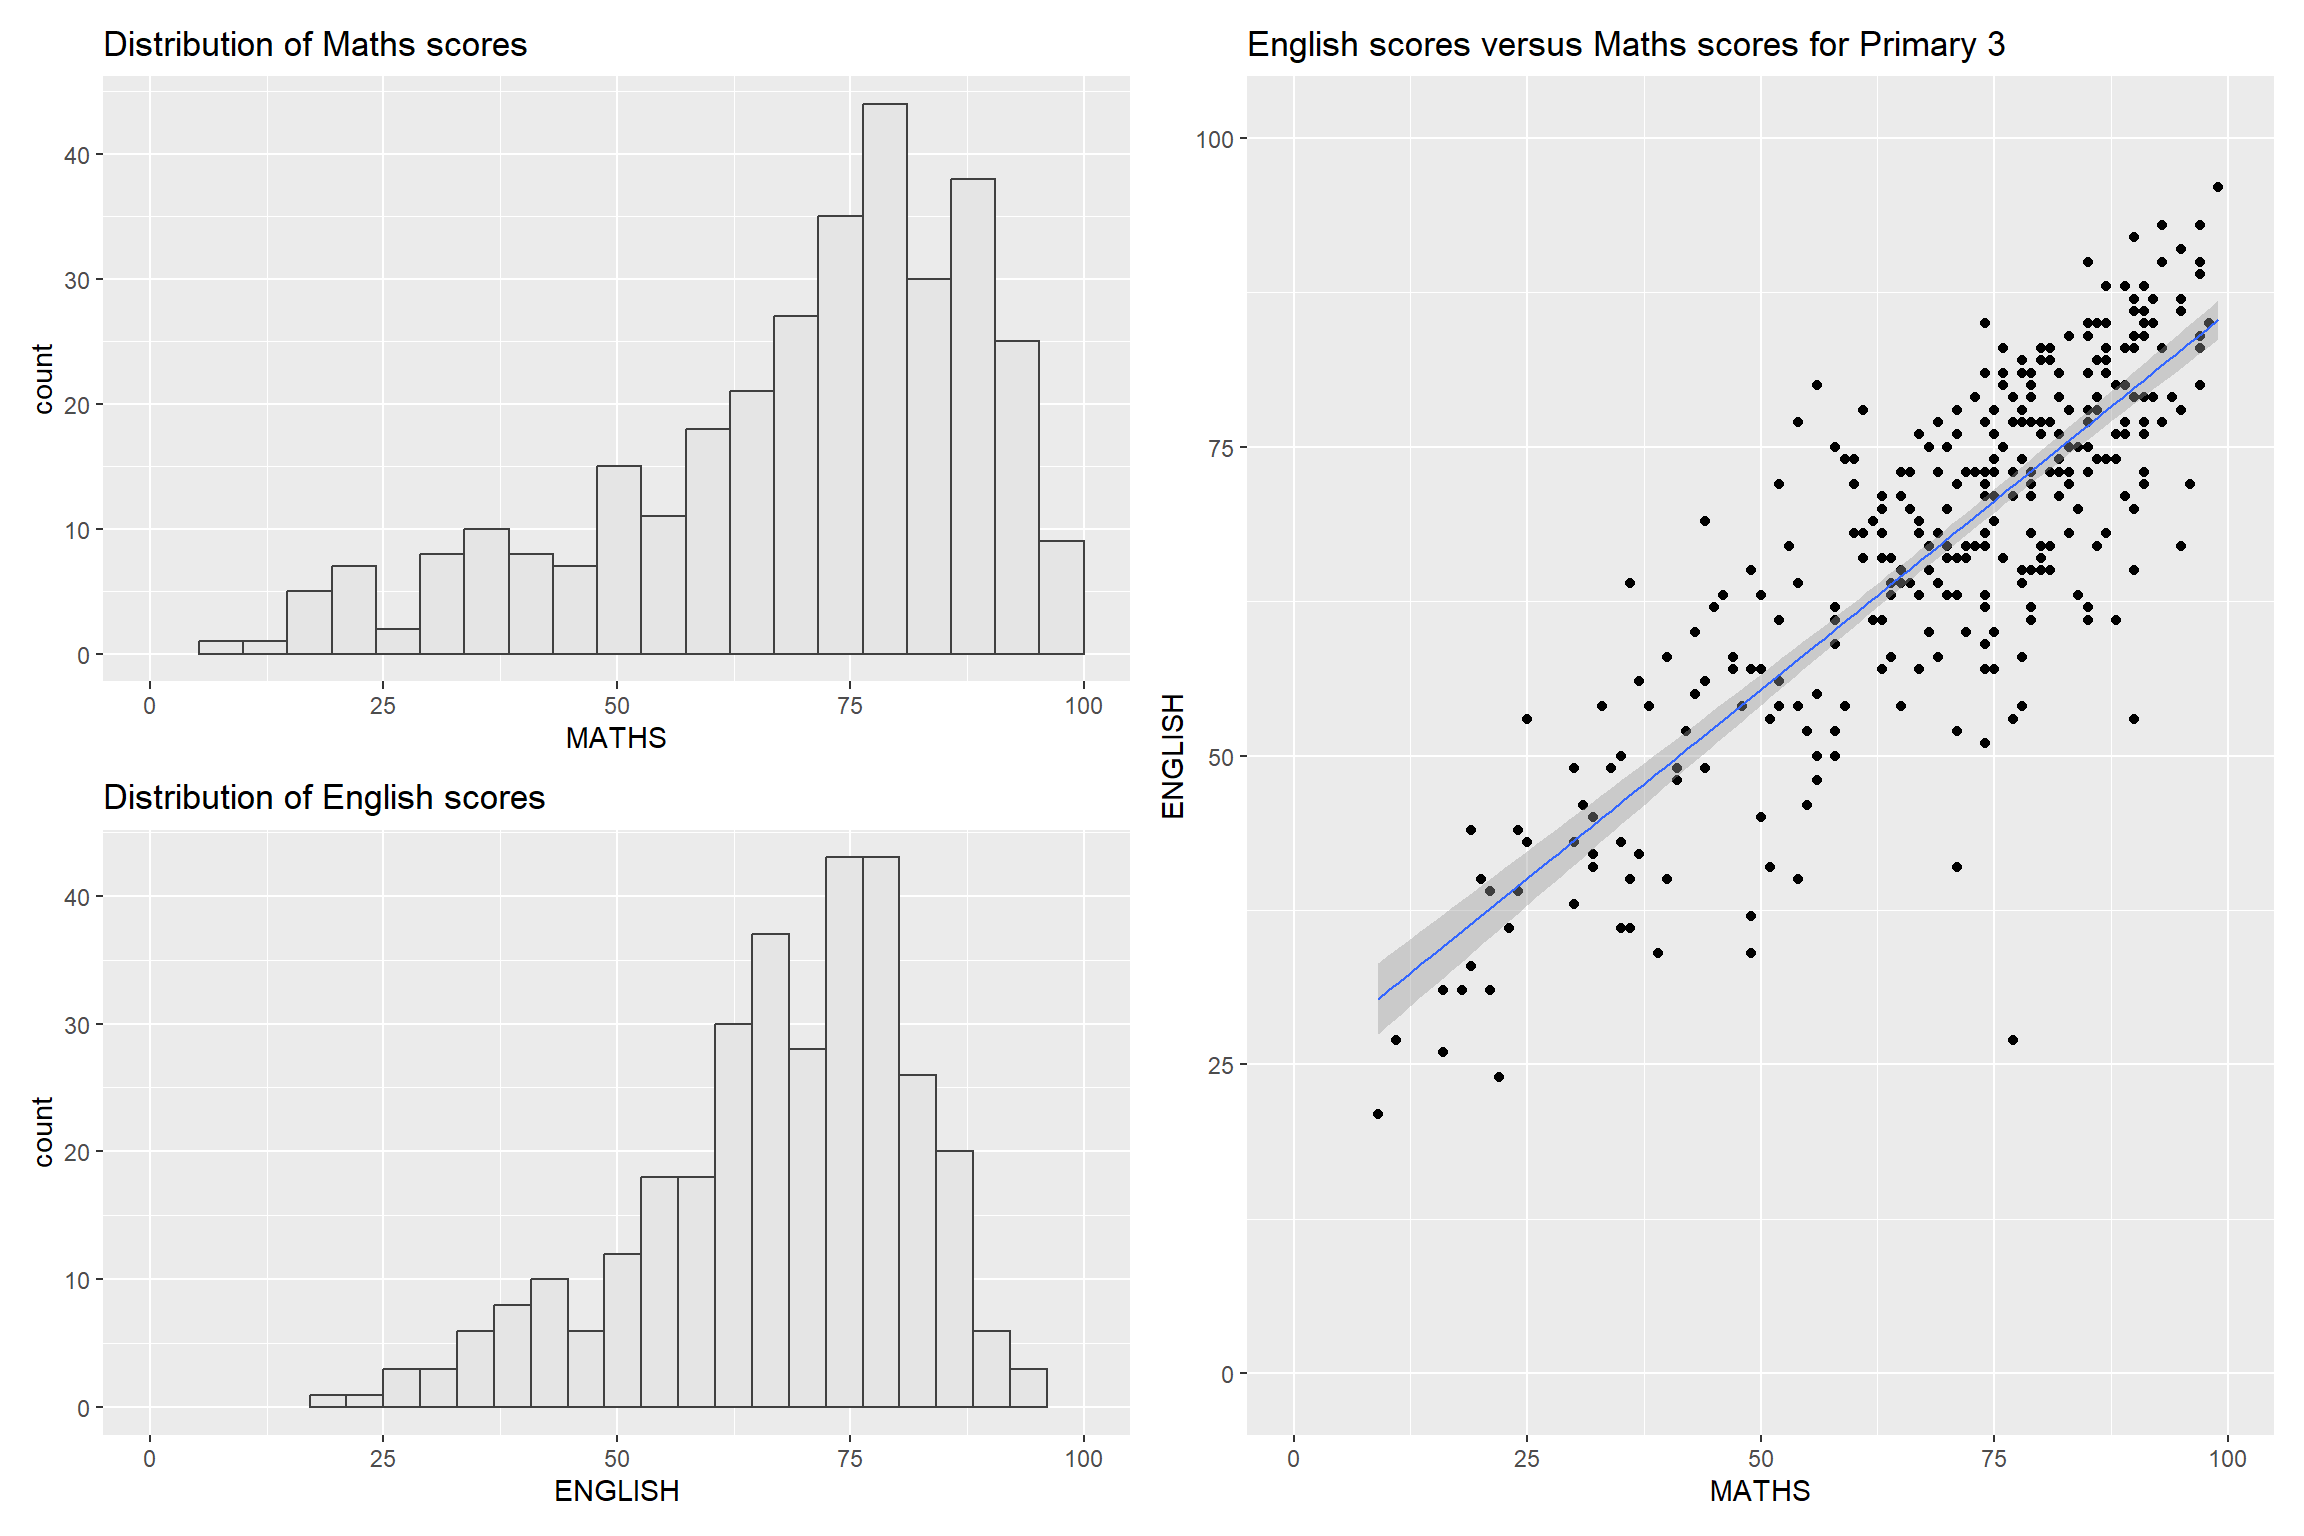 Distribution of Maths scores
40
30
20
10
0
count
0 25 50 75 100
MATHS
Distribution of English scores
40
30
20
10
0
count
0 25 50 75 100
ENGLISH
English scores versus Maths scores for Primary 3
100
75
50
25
0
ENGLISH
0 25 50 75 100
MATHS